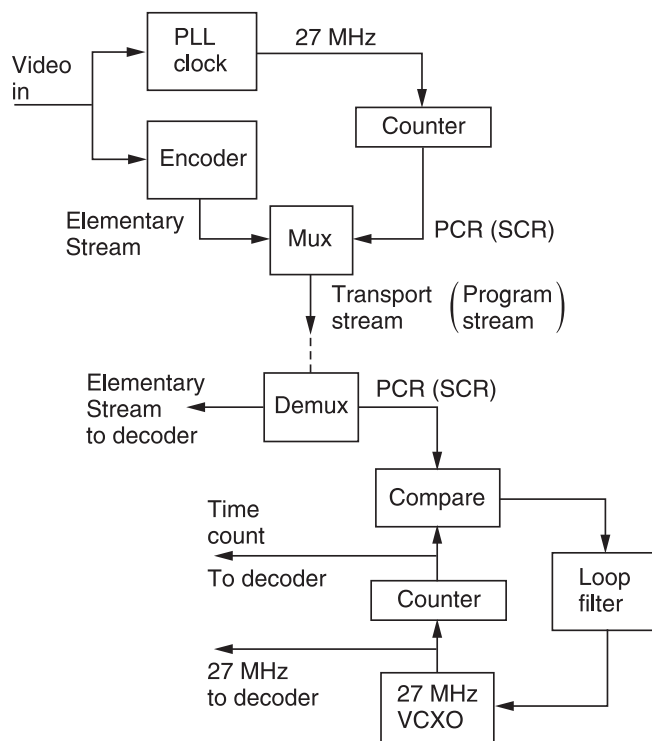 PLL
clock
27 MHz
Video
in
Counter
Encoder
Elementary
Stream
Mux
PCR (SCR)
Transport
stream
(Program
stream)
Elementary
Stream
to decoder
Demux
PCR (SCR)
Compare
Time
count
To decoder
Loop
filter
Counter
27 MHz
to decoder
27 MHz
VCXO